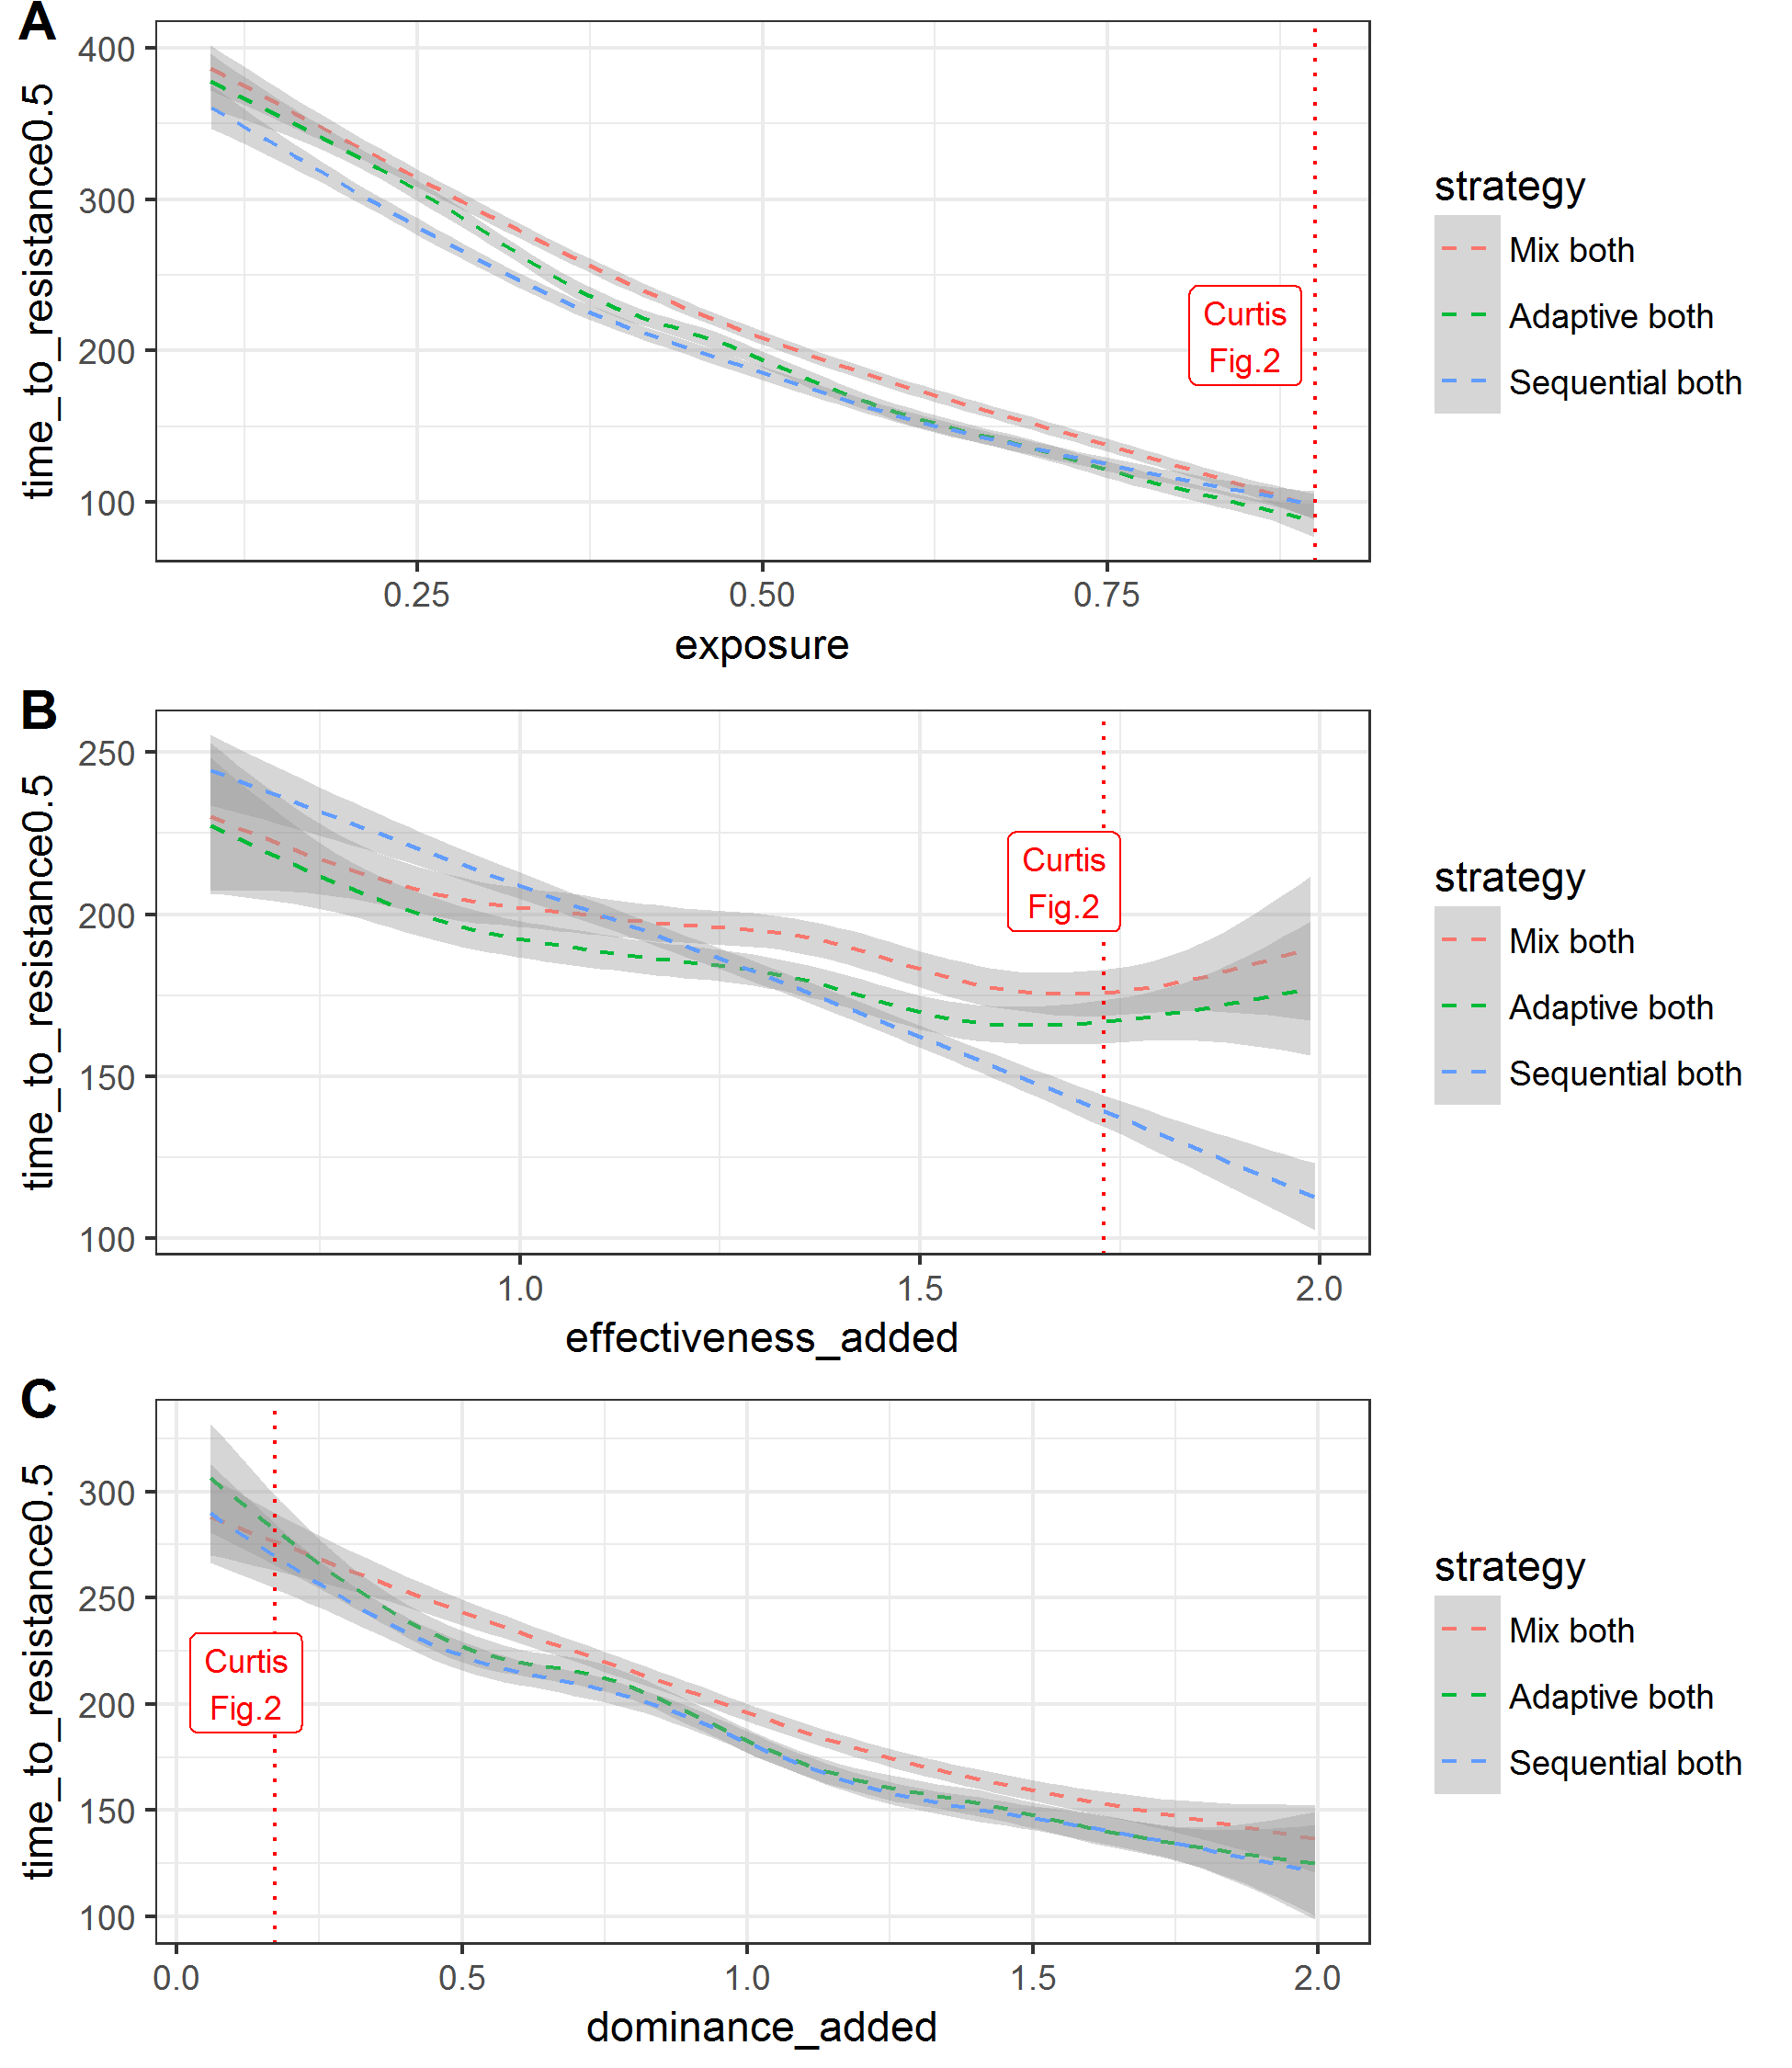 A
time_to_resistance0.5
400
300
200
100
0.25
0.50
0.75
exposure
Curtis
Fig.2
strategy
Mix both
Adaptive both
Sequential both
B
time_to_resistance0.5
250
200
150
100
1.0
1.5
2.0
effectiveness_added
Curtis
Fig.2
strategy
Mix both
Adaptive both
Sequential both
C
time_to_resistance0.5
300
250
200
150
100
0.0
0.5
1.0
1.5
2.0
dominance_added
Curtis
Fig.2
strategy
Mix both
Adaptive both
Sequential both